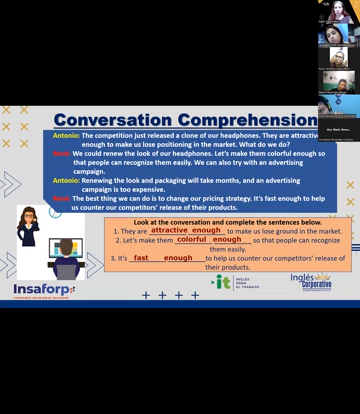 Conversation Comprehension
Antonio: The competition just released a clone of our headphones. They are attractive
enough to make us lose positioning in the market. What do we do?
We could renew the look of our headphones. Let's make them colorful enough so
that people can recognize them easily. We can also try with an advertising
campaign.
Antonio: Renewing the look and packaging will take months, and an advertising
campaign is too expensive.
The best thing we can do is to change our pricing strategy. It's fast enough to help
us counter our competitors' release of their products.
Look at the conversation and complete the sentences below.
1. They are attractive enough to make us lose ground in the market.
2. Let's make them colorful enough so that people can recognize
them easily.
3. It's fast enough to help us counter our competitors' release of
their products.
Insaforp
it INGLÉS
PARA
EL TRABAJO
Inglés
Corporativo